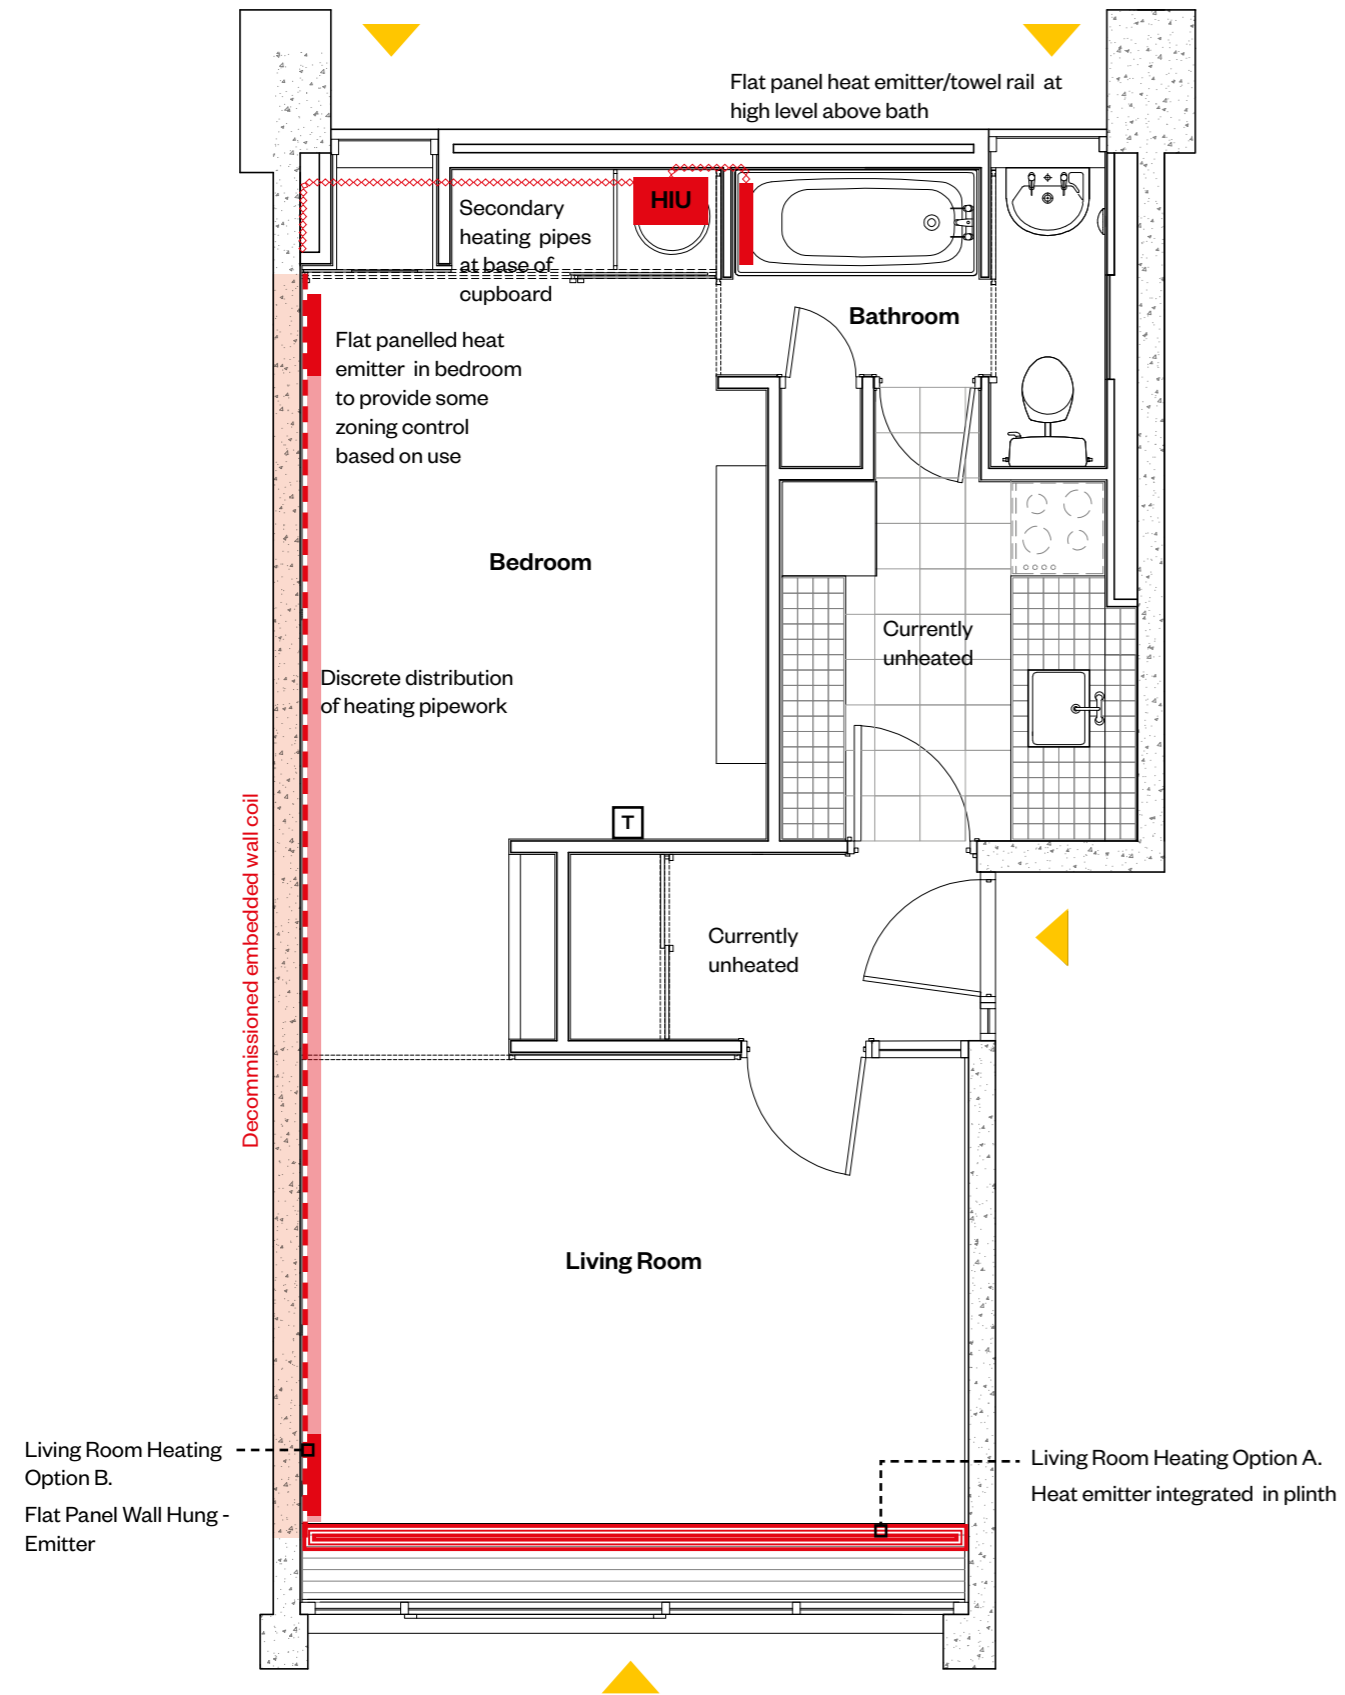 Flat panel heat emitter/towel rail at
high level above bath
HIU
Secondary
heating pipes
at base of
cupboard
Bathroom
Flat panelled heat
emitter in bedroom
to provide some
zoning control
based on use
Bedroom
Currently
unheated
Discrete distribution
of heating pipework
T
Decommissioned embedded wall coil
Currently
unheated
Living Room
Living Room Heating
Option B.
Flat Panel Wall Hung -
Emitter
Living Room Heating Option A.
Heat emitter integrated in plinth